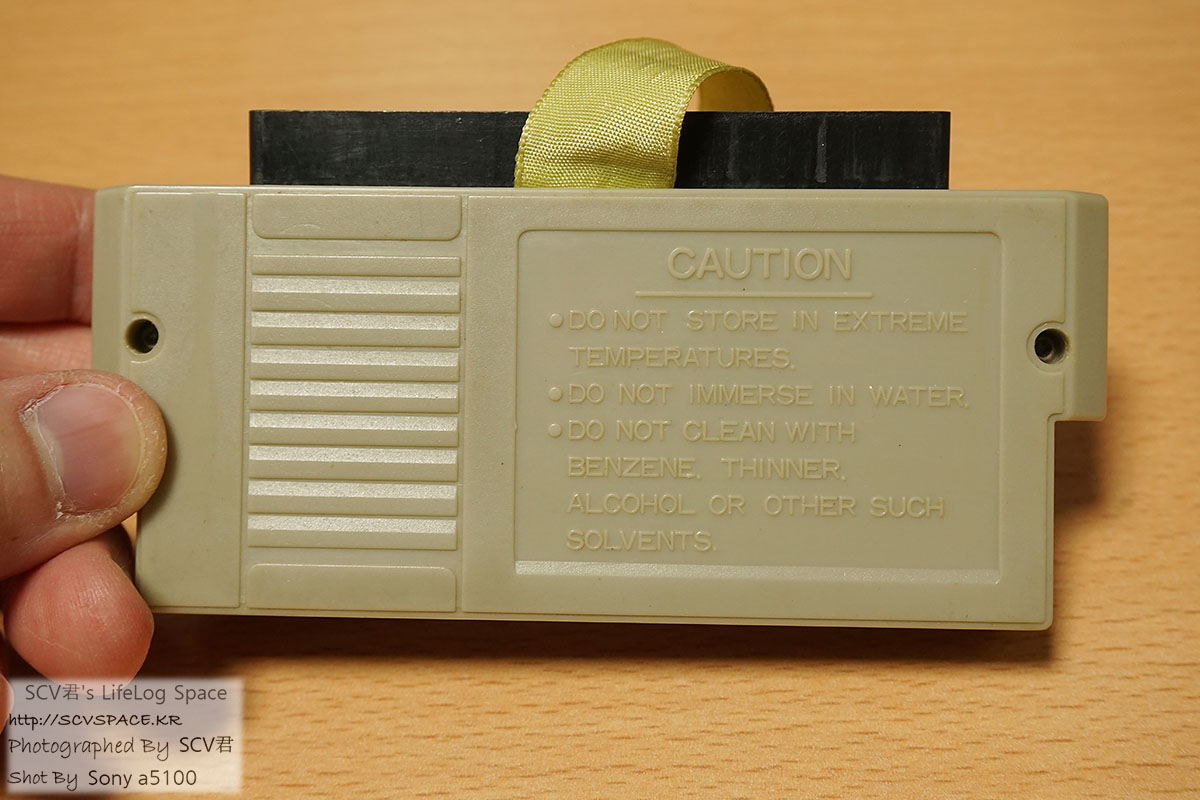 CAUTION
●DO NOT STORE IN EXTREME
TEMPERATURES.
●DO NOT IMMERSE IN WATER.
●DO NOT CLEAN WITH
BENZENE, THINNER,
ALCOHOL OR OTHER SUCH
SOLVENTS.
SCV君's LifeLog Space
http://SCVSPACE.KR
Photographed By SCV君
Shot By Sony a5100